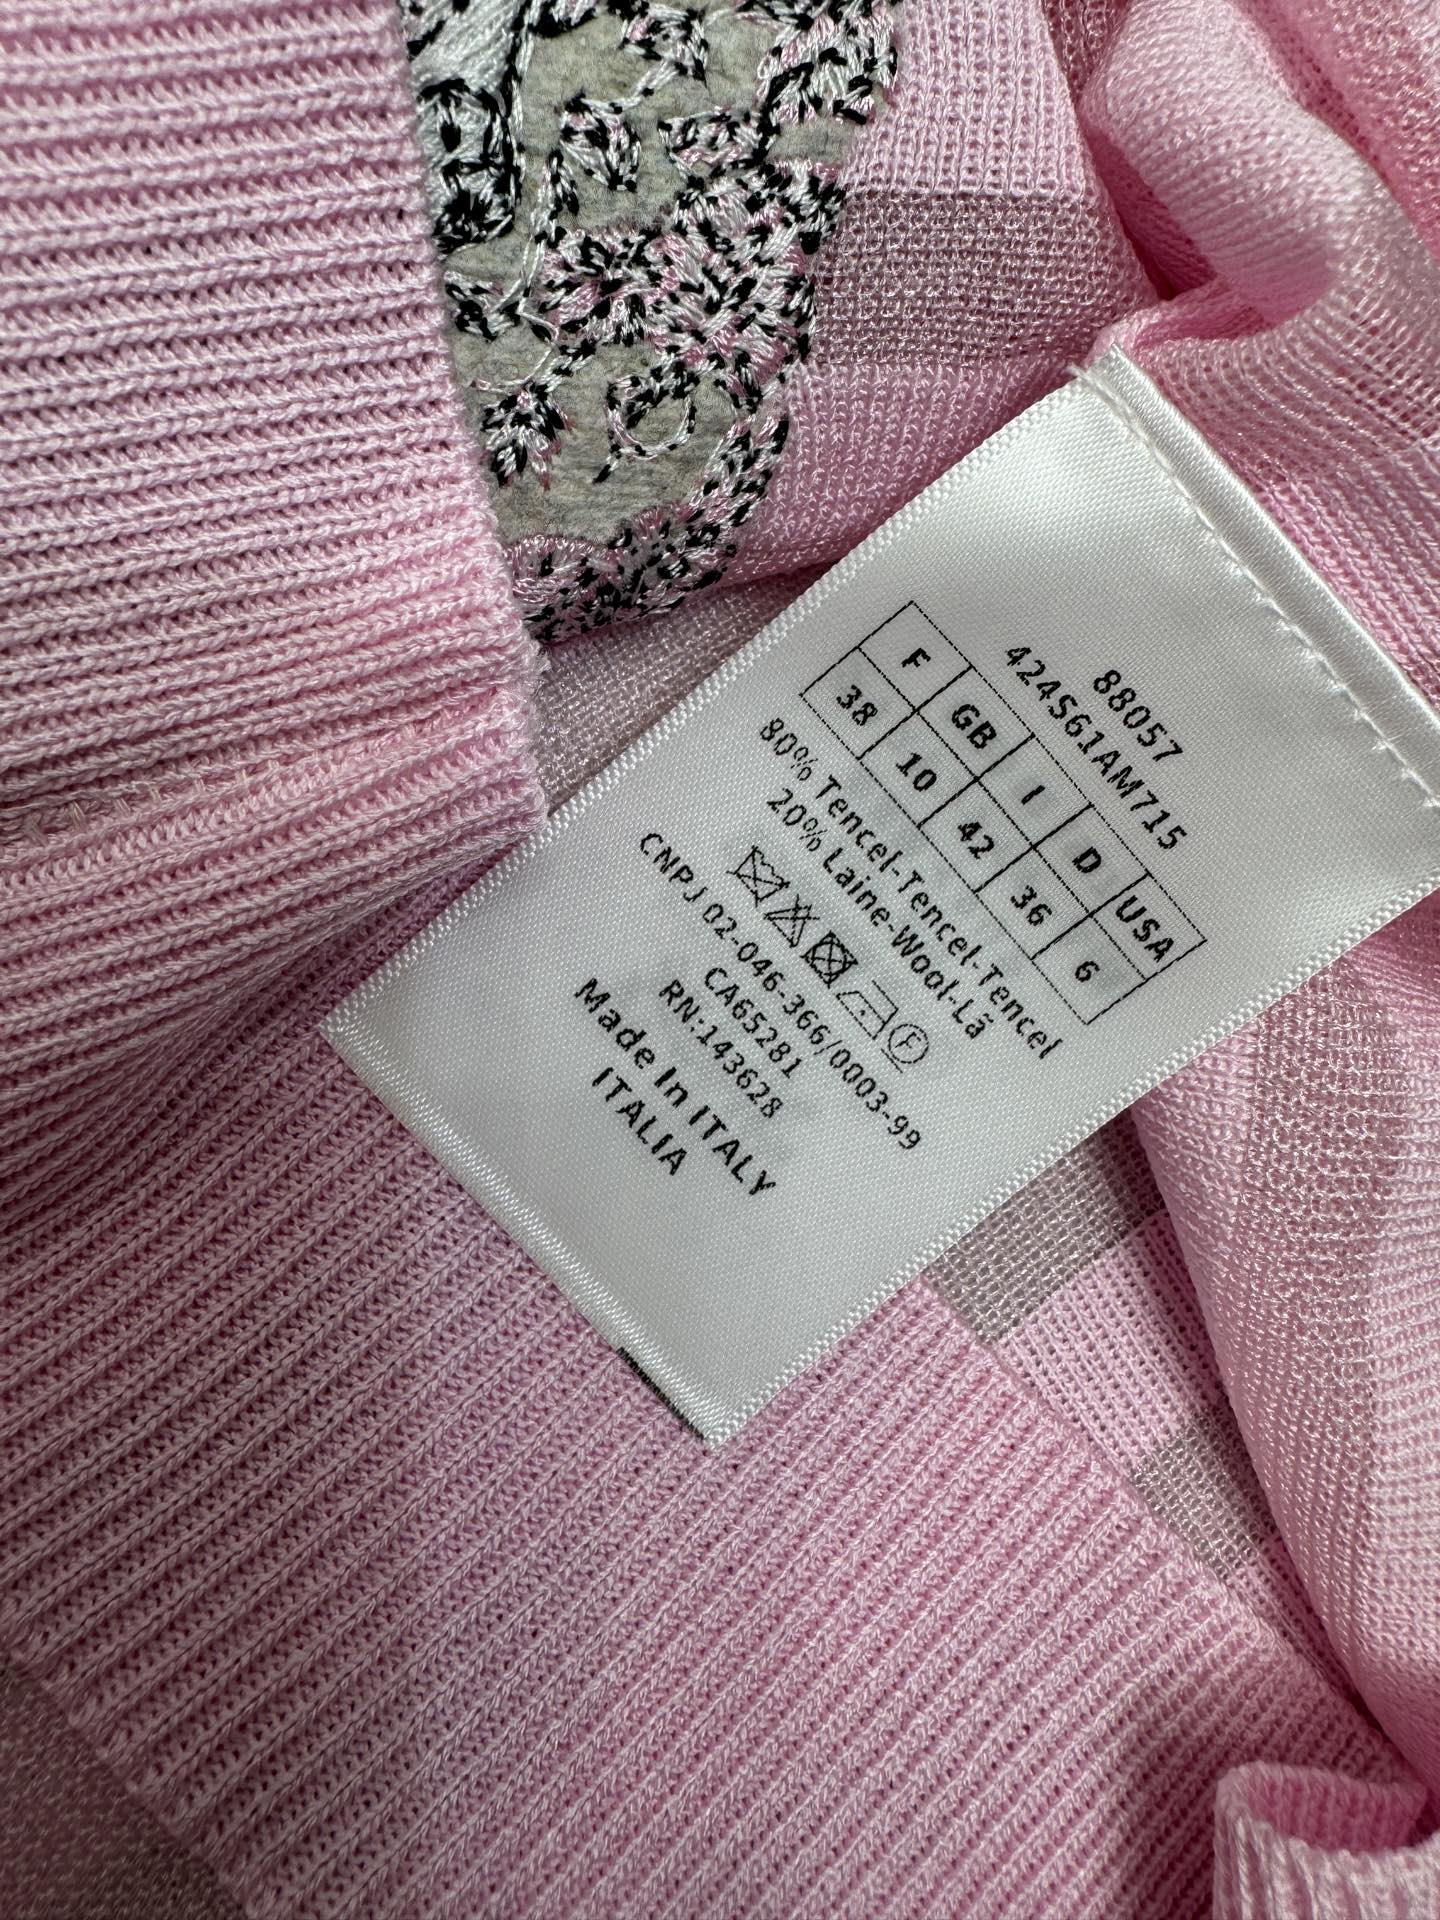 88057
424S61AM715
F GB I D USA
38 10 42 36 6
80% Tencel-Tencel-Tencel
20% Laine-Wool-Lã
F
CNPJ 02-046-366/0003-99
CA65281
RN:143628
Made In ITALY
ITALIA